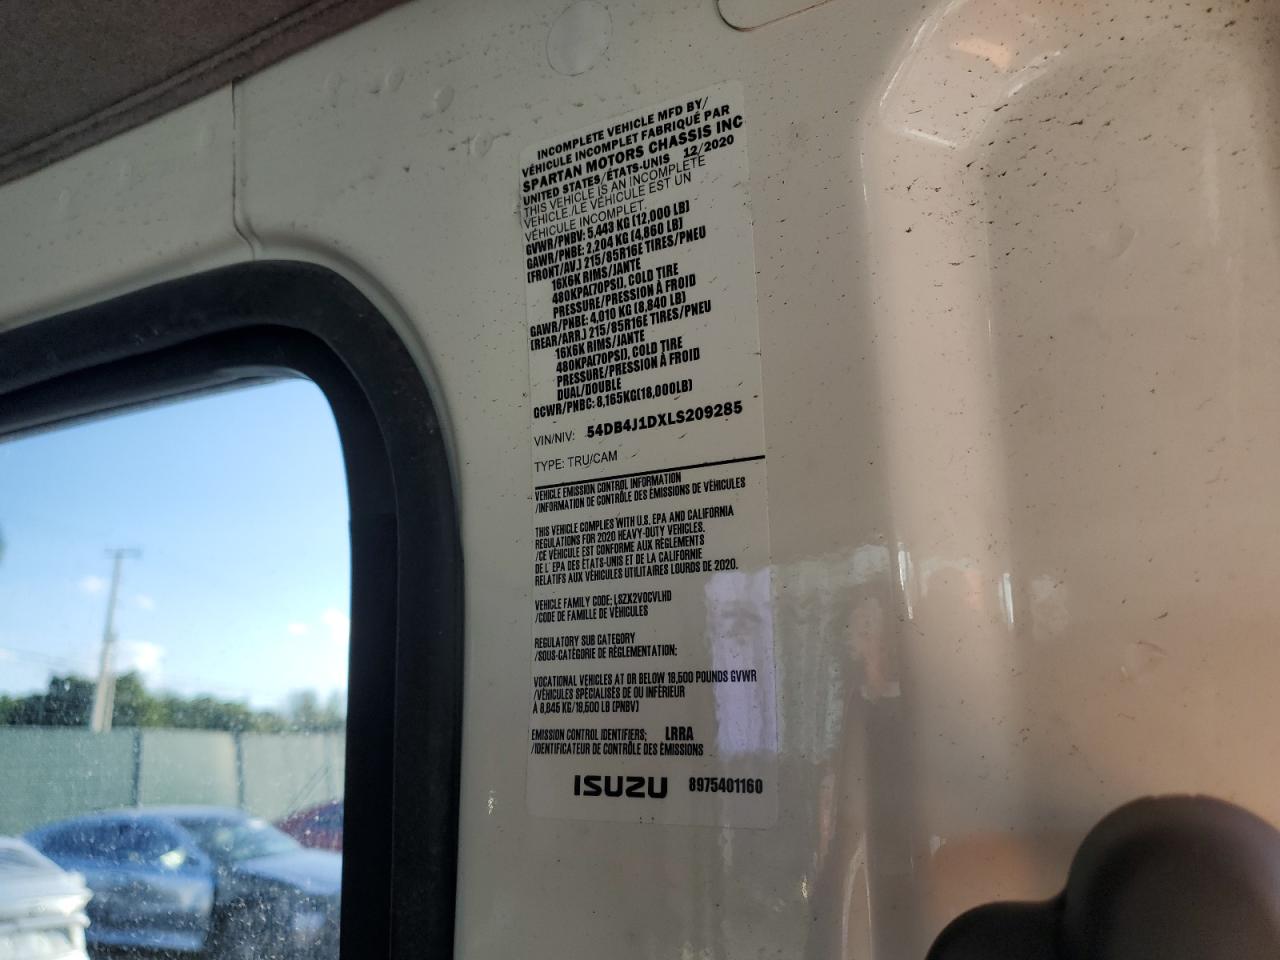 INCOMPLETE VEHICLE MFD BY/
VÉHICULE INCOMPLET FABRIQUÉ PAR
SPARTAN MOTORS CHASSIS INC
UNITED STATES/ÉTATS-UNIS 12/2020
THIS VEHICLE IS AN INCOMPLETE
VEHICLE /LE VÉHICULE EST UN
VÉHICULE INCOMPLET.
GVWR/PNBV: 5,443 KG (12,000 LB)
GAWR/PNBE: 2,204 KG (4,860 LB)
(FRONT/AV.) 215/85R16E TIRES/PNEU
16X6K RIMS/JANTE
480KPA(70PSI), COLD TIRE
PRESSURE/PRESSION À FROID
GAWR/PNBE: 4,010 KG (8,840 LB)
(REAR/ARR.) 215/85R16E TIRES/PNEU
16X6K RIMS/JANTE
480KPA(70PSI), COLD TIRE
PRESSURE/PRESSION À FROID
DUAL/DOUBLE
GCWR/PNBC: 8,165KG(18,000LB)
VIN/NIV: 54DB4J1DXLS209285
TYPE: TRU/CAM
VEHICLE EMISSION CONTROL INFORMATION
/INFORMATION DE CONTRÔLE DES ÉMISSIONS DE VÉHICULES
THIS VEHICLE COMPLIES WITH U.S. EPA AND CALIFORNIA
REGULATIONS FOR 2020 HEAVY-DUTY VEHICLES.
/CE VÉHICULE EST CONFORME AUX RÈGLEMENTS
DE L' EPA DES ÉTATS-UNIS ET DE LA CALIFORNIE
RELATIFS AUX VÉHICULES UTILITAIRES LOURDS DE 2020.
VEHICLE FAMILY CODE: LSZX2VOCVLHD
/CODE DE FAMILLE DE VÉHICULES
REGULATORY SUB CATEGORY
/SOUS-CATÉGORIE DE RÉGLEMENTATION:
VOCATIONAL VEHICLES AT OR BELOW 19,500 POUNDS GVWR
/VÉHICULES SPÉCIALISÉS DE OU INFÉRIEUR
À 8,845 KG/19,500 LB (PNBV)
EMISSION CONTROL IDENTIFIERS: LRRA
/IDENTIFICATEUR DE CONTRÔLE DES ÉMISSIONS
ISUZU 8975401160